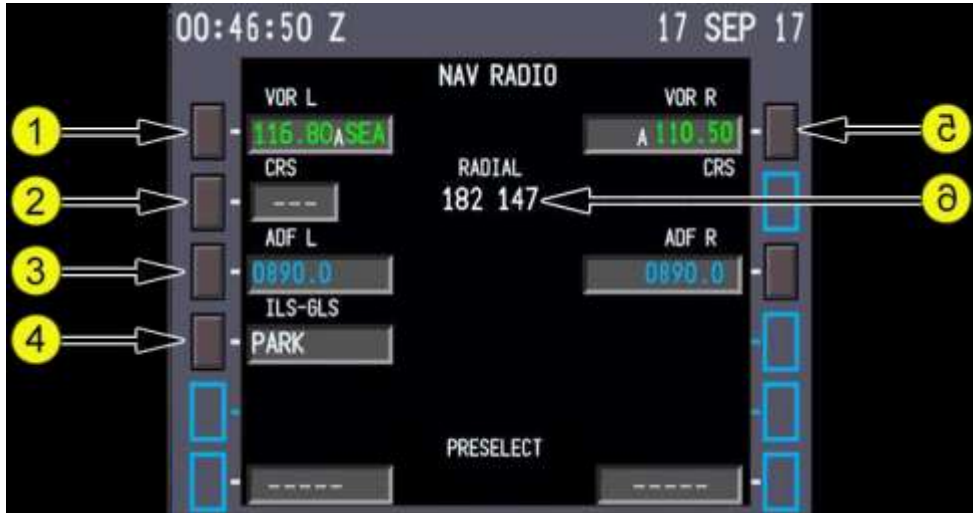 00:46:50 Z 17 SEP 17
NAV RADIO
VOR L VOR R
1 116.80ASEA A 110.50 5
CRS RADIAL CRS
2 --- 182 147 6
ADF L ADF R
3 0890.0 0890.0
ILS-GLS
4 PARK
PRESELECT
----- -----